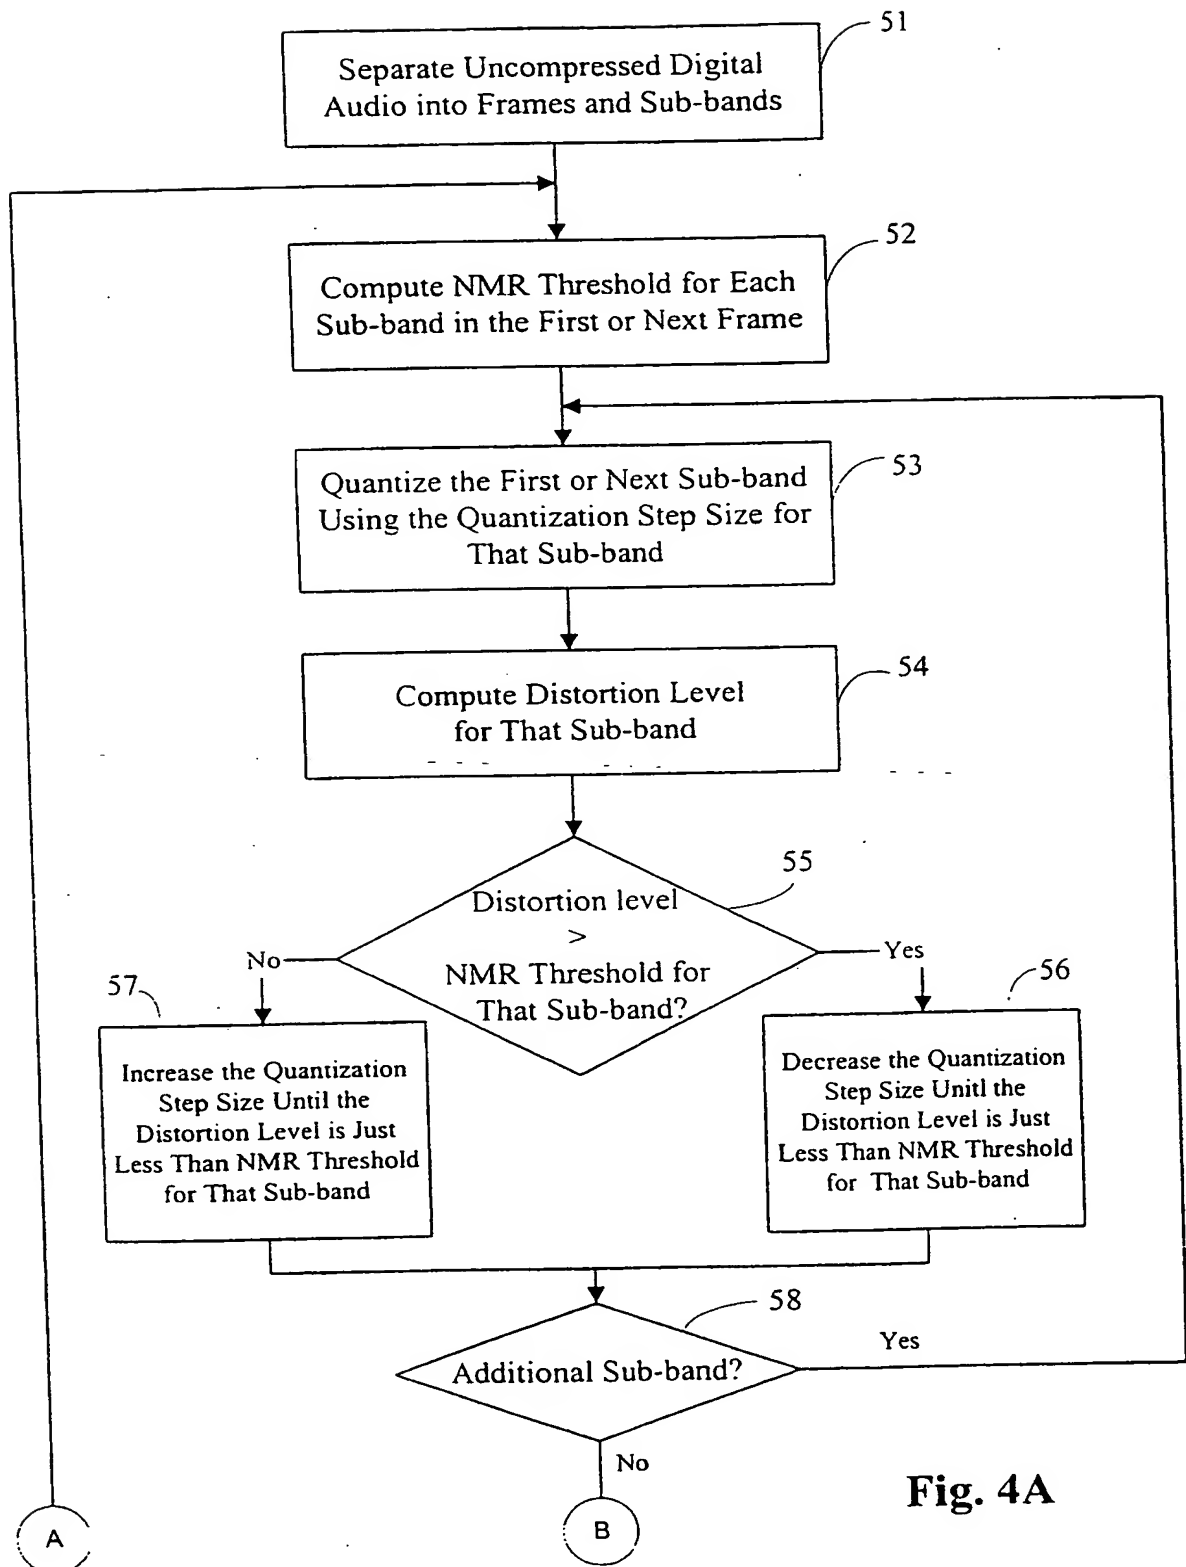 51
Separate Uncompressed Digital
Audio into Frames and Sub-bands
52
Compute NMR Threshold for Each
Sub-band in the First or Next Frame
53
Quantize the First or Next Sub-band
Using the Quantization Step Size for
That Sub-band
54
Compute Distortion Level
for That Sub-band
55
Distortion level
>
NMR Threshold for
That Sub-band?
No
Yes
57
56
Increase the Quantization
Step Size Until the
Distortion Level is Just
Less Than NMR Threshold
for That Sub-band
Decrease the Quantization
Step Size Unitl the
Distortion Level is Just
Less Than NMR Threshold
for That Sub-band
58
Additional Sub-band?
Yes
No
A
B
Fig. 4A